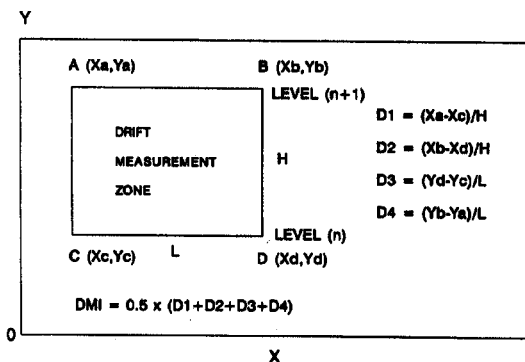 Y
A (Xa,Ya)
B (Xb,Yb)
LEVEL (n+1)
D1 = (Xa-Xc)/H
DRIFT
D2 = (Xb-Xd)/H
MEASUREMENT
H
D3 = (Yd-Yc)/L
ZONE
D4 = (Yb-Ya)/L
LEVEL (n)
C (Xc,Yc)
L
D (Xd,Yd)
DMI = 0.5 x (D1+D2+D3+D4)
0
X